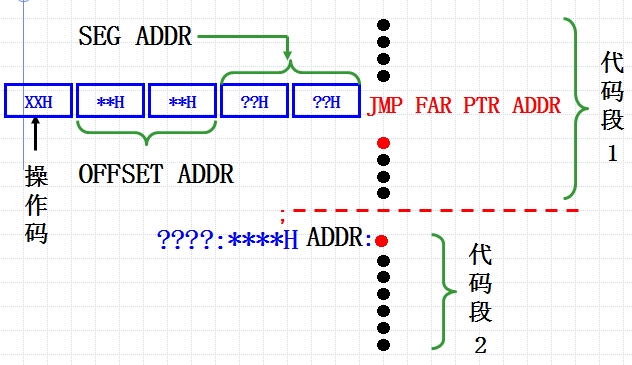 SEG ADDR
XXH **H **H ??H ??H JMP FAR PTR ADDR
代码段1
操作码
OFFSET ADDR
;
????:****H ADDR:
代码段2